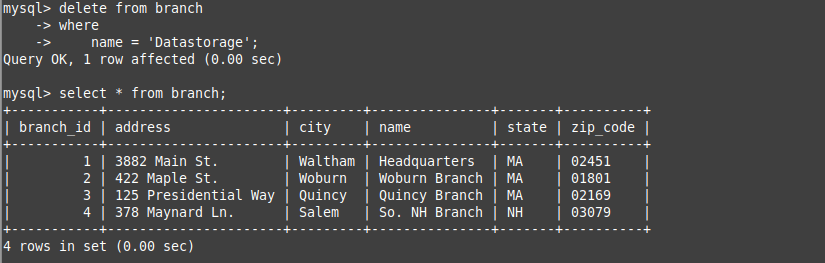 mysql> delete from branch
    -> where
    ->     name = 'Datastorage';
Query OK, 1 row affected (0.00 sec)

mysql> select * from branch;
+-----------+----------------------+---------+---------------+-------+----------+
| branch_id | address              | city    | name          | state | zip_code |
+-----------+----------------------+---------+---------------+-------+----------+
|         1 | 3882 Main St.        | Waltham | Headquarters  | MA    | 02451    |
|         2 | 422 Maple St.        | Woburn  | Woburn Branch | MA    | 01801    |
|         3 | 125 Presidential Way | Quincy  | Quincy Branch | MA    | 02169    |
|         4 | 378 Maynard Ln.      | Salem   | So. NH Branch | NH    | 03079    |
+-----------+----------------------+---------+---------------+-------+----------+
4 rows in set (0.00 sec)